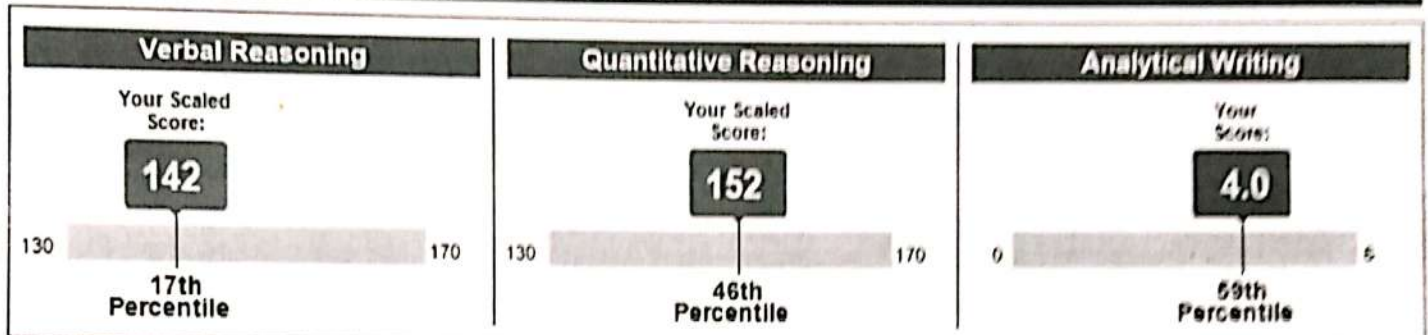 Verbal Reasoning
Your Scaled
Score:
142
130
170
17th
Percentile
Quantitative Reasoning
Your Scaled
Score:
152
130
170
46th
Percentile
Analytical Writing
Your
Score:
4.0
0
6
59th
Percentile